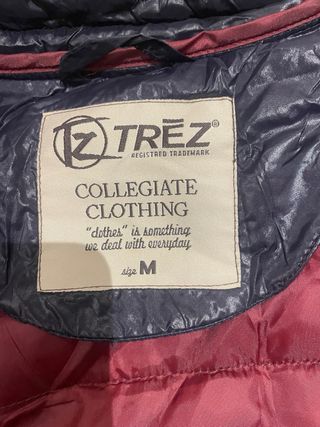 TZ TRĒZ®
REGISTRED TRADEMARK
COLLEGIATE
CLOTHING
"clothes" is something
we deal with everyday
size M